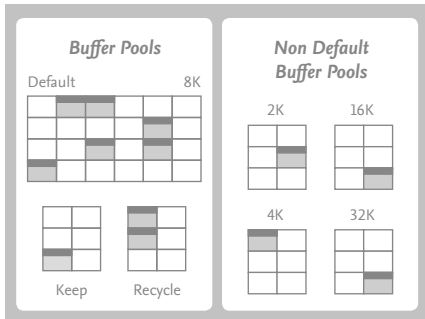 Buffer Pools
Default 8K
Keep Recycle
Non Default
Buffer Pools
2K 16K
4K 32K